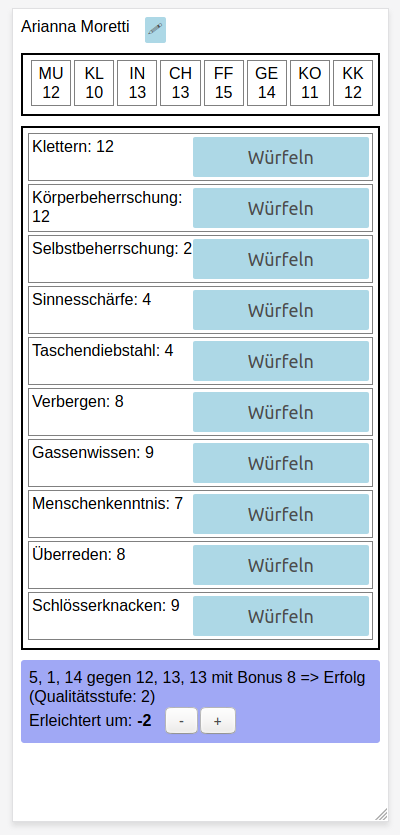 Arianna Moretti
MU KL IN CH FF GE KO KK
12 10 13 13 15 14 11 12
Klettern: 12 Würfeln
Körperbeherrschung: Würfeln
12
Selbstbeherrschung: 2 Würfeln
Sinnesschärfe: 4 Würfeln
Taschendiebstahl: 4 Würfeln
Verbergen: 8 Würfeln
Gassenwissen: 9 Würfeln
Menschenkenntnis: 7 Würfeln
Überreden: 8 Würfeln
Schlösserknacken: 9 Würfeln
5, 1, 14 gegen 12, 13, 13 mit Bonus 8 => Erfolg
(Qualitätsstufe: 2)
Erleichtert um: -2 - +